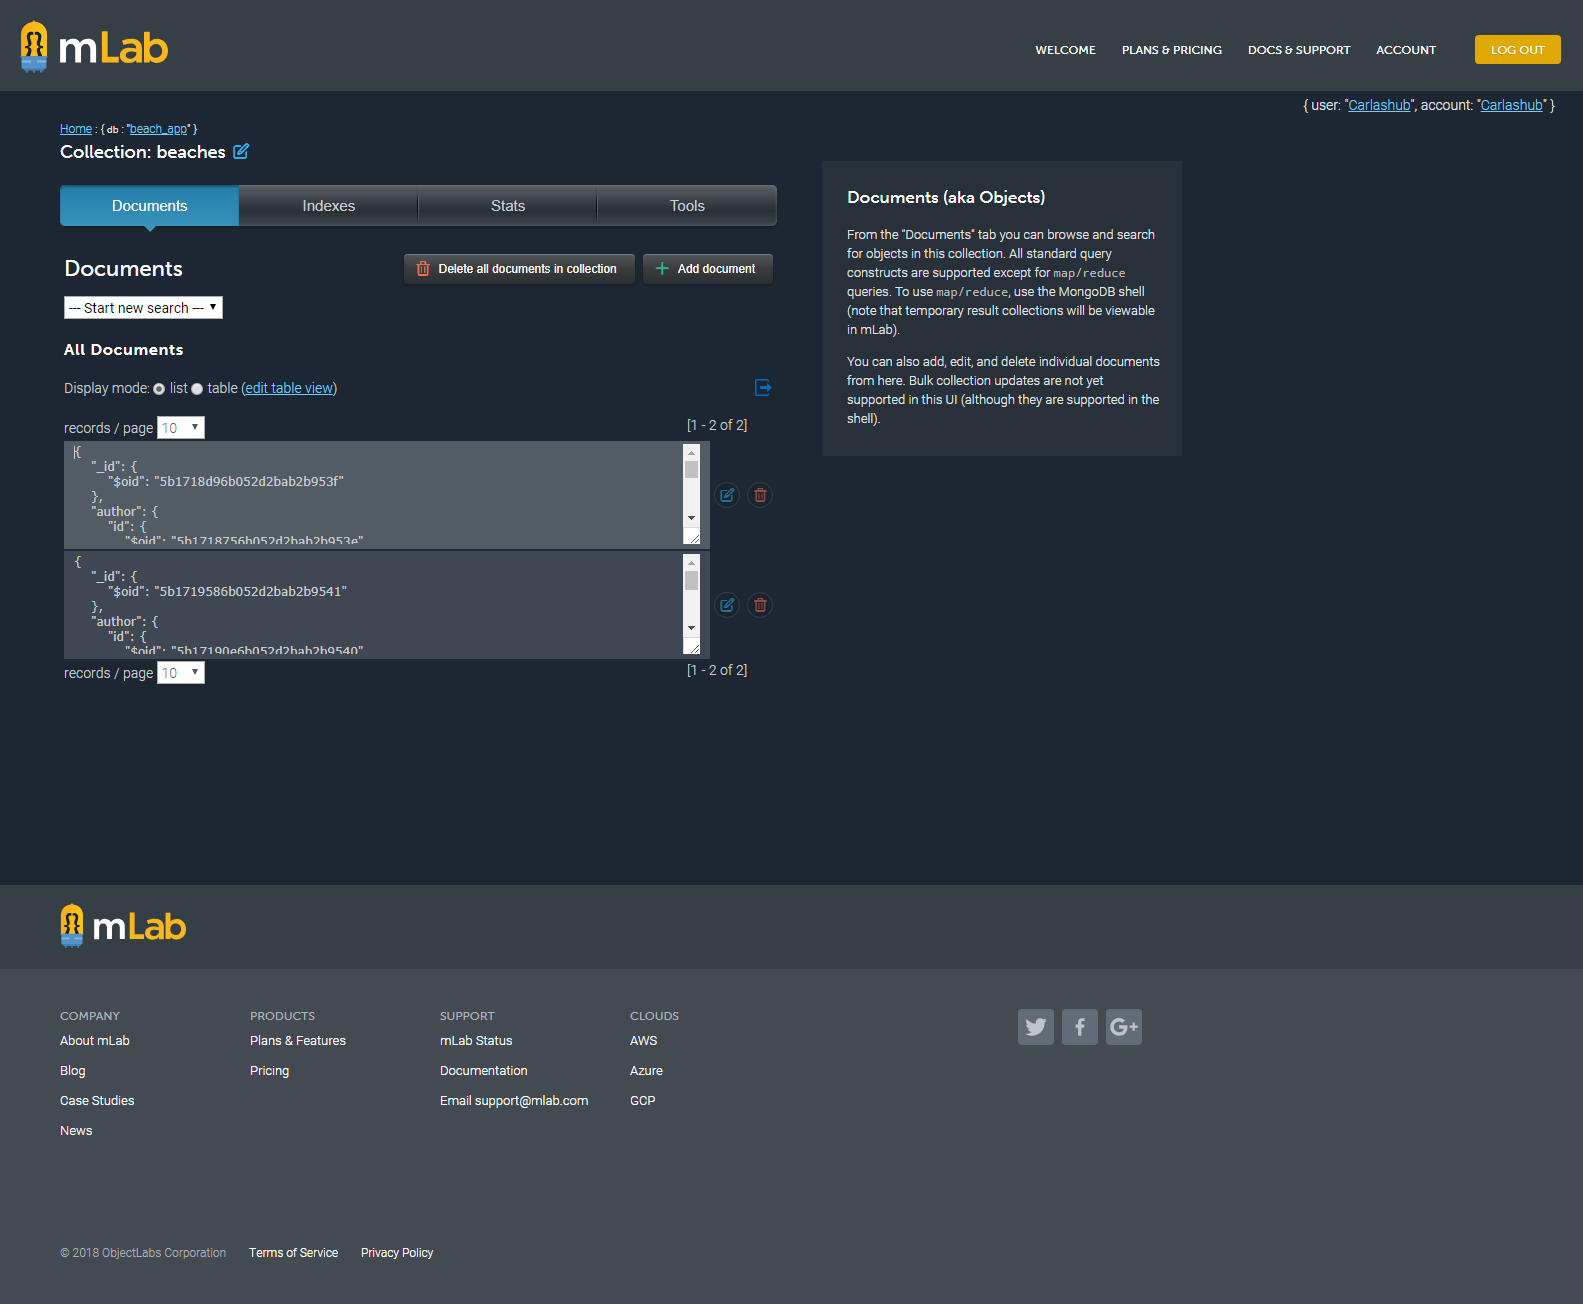 mLab
WELCOME PLANS & PRICING DOCS & SUPPORT ACCOUNT LOG OUT
{ user: "Carlashub", account: "Carlashub" }
Home : { db : "beach_app" }
Collection: beaches
Documents Indexes Stats Tools
Documents
Delete all documents in collection
Add document
--- Start new search ---
All Documents
Display mode: list table (edit table view)
records / page 10
[1 - 2 of 2]
{
"_id": {
"$oid": "5b1718d96b052d2bab2b953f"
},
"author": {
"id": {
"$oid": "5b1718756b052d2bab2b953e"
{
"_id": {
"$oid": "5b1719586b052d2bab2b9541"
},
"author": {
"id": {
"$oid": "5b17190e6b052d2bab2b9540"
records / page 10
[1 - 2 of 2]
Documents (aka Objects)
From the "Documents" tab you can browse and search
for objects in this collection. All standard query
constructs are supported except for map/reduce
queries. To use map/reduce, use the MongoDB shell
(note that temporary result collections will be viewable
in mLab).
You can also add, edit, and delete individual documents
from here. Bulk collection updates are not yet
supported in this UI (although they are supported in the
shell).
mLab
COMPANY
About mLab
Blog
Case Studies
News
PRODUCTS
Plans & Features
Pricing
SUPPORT
mLab Status
Documentation
Email support@mlab.com
CLOUDS
AWS
Azure
GCP
© 2018 ObjectLabs Corporation Terms of Service Privacy Policy